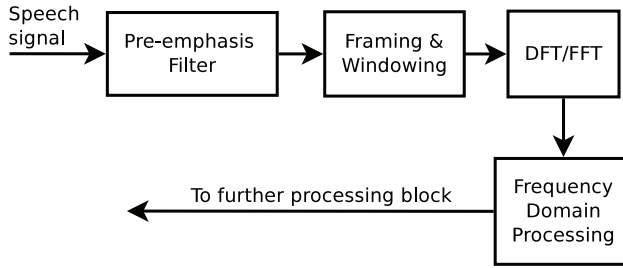 Speech
signal
Pre-emphasis
Filter
Framing &
Windowing
DFT/FFT
Frequency
Domain
Processing
To further processing block